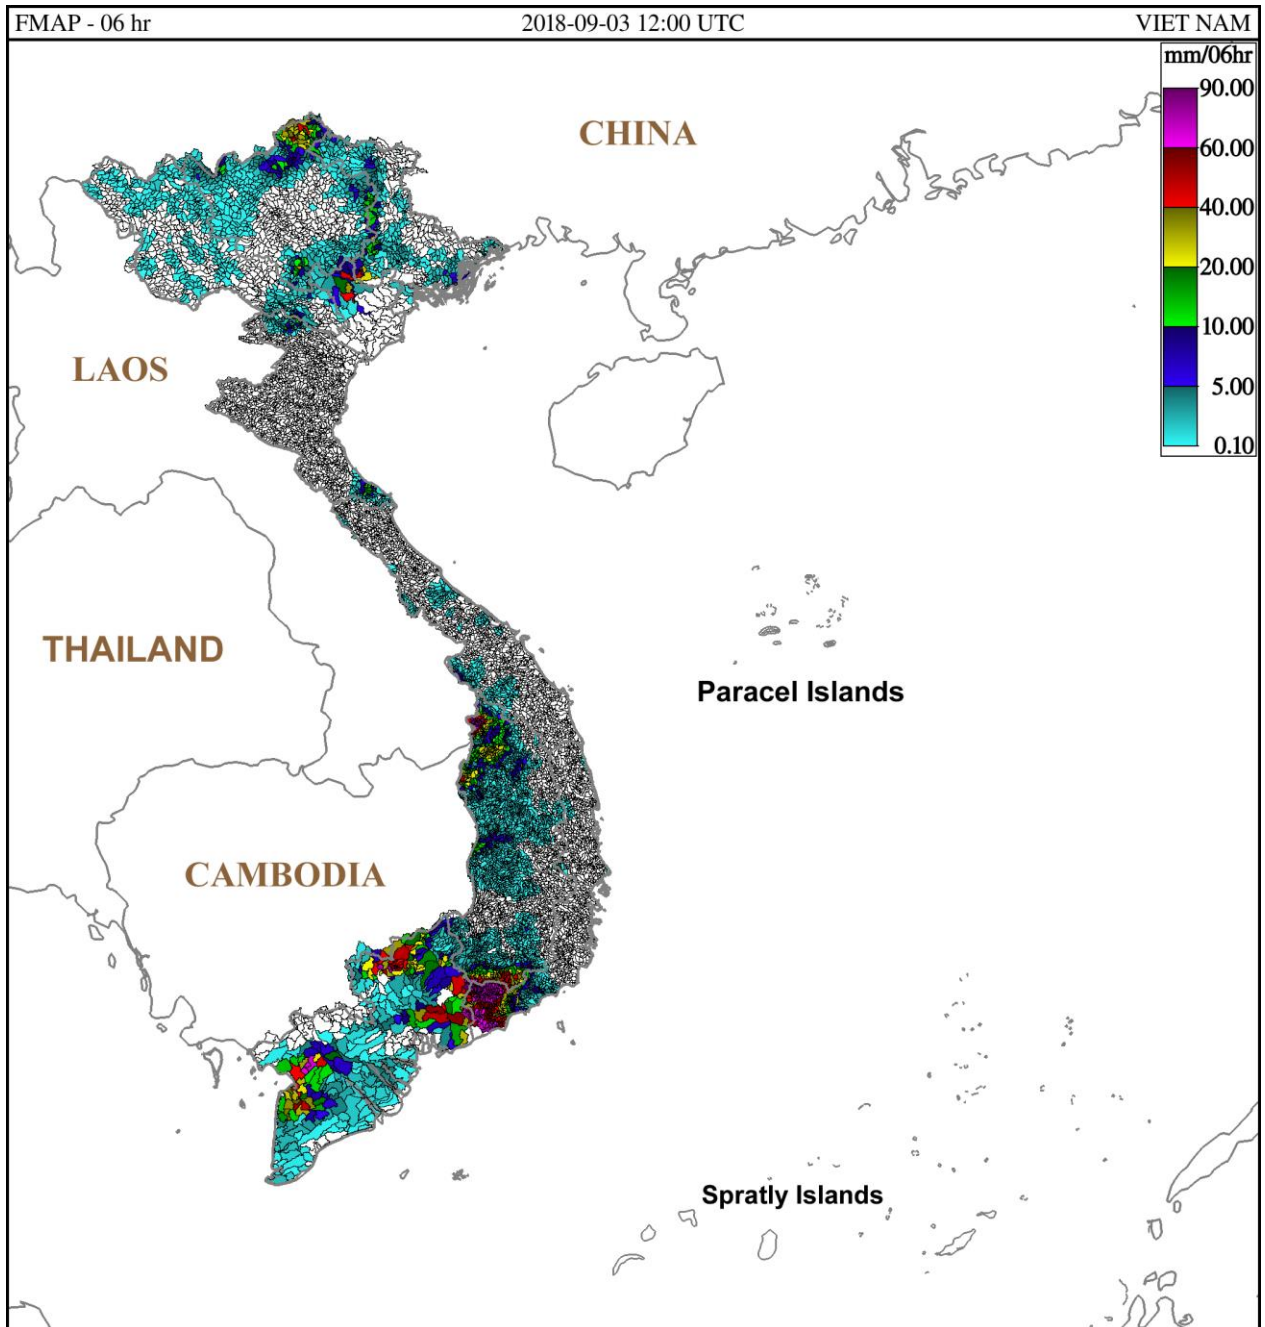 FMAP - 06 hr 2018-09-03 12:00 UTC VIET NAM
mm/06hr
90.00
CHINA
60.00
40.00
20.00
10.00
LAOS
5.00
0.10
THAILAND
Paracel Islands
CAMBODIA
Spratly Islands